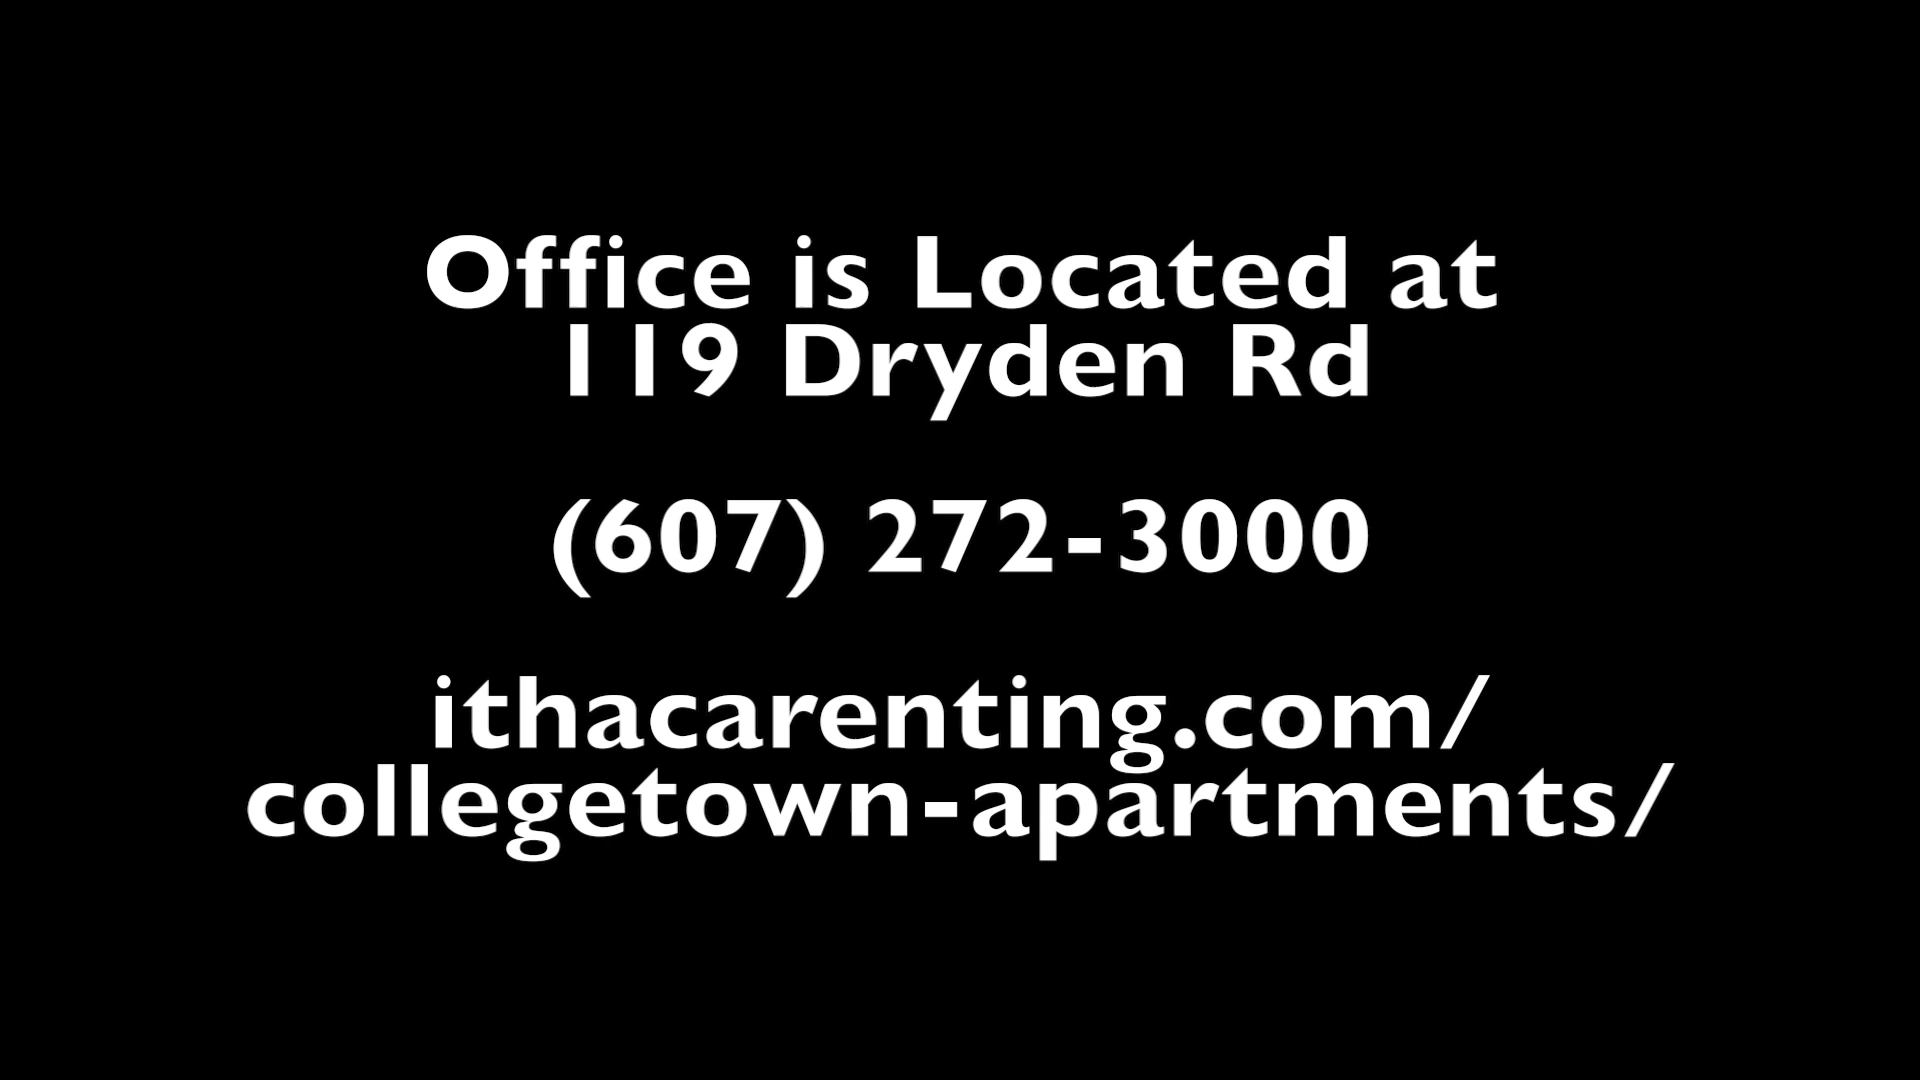 Office is Located at
119 Dryden Rd
(607) 272-3000
ithacarenting.com/
collegetown-apartments/